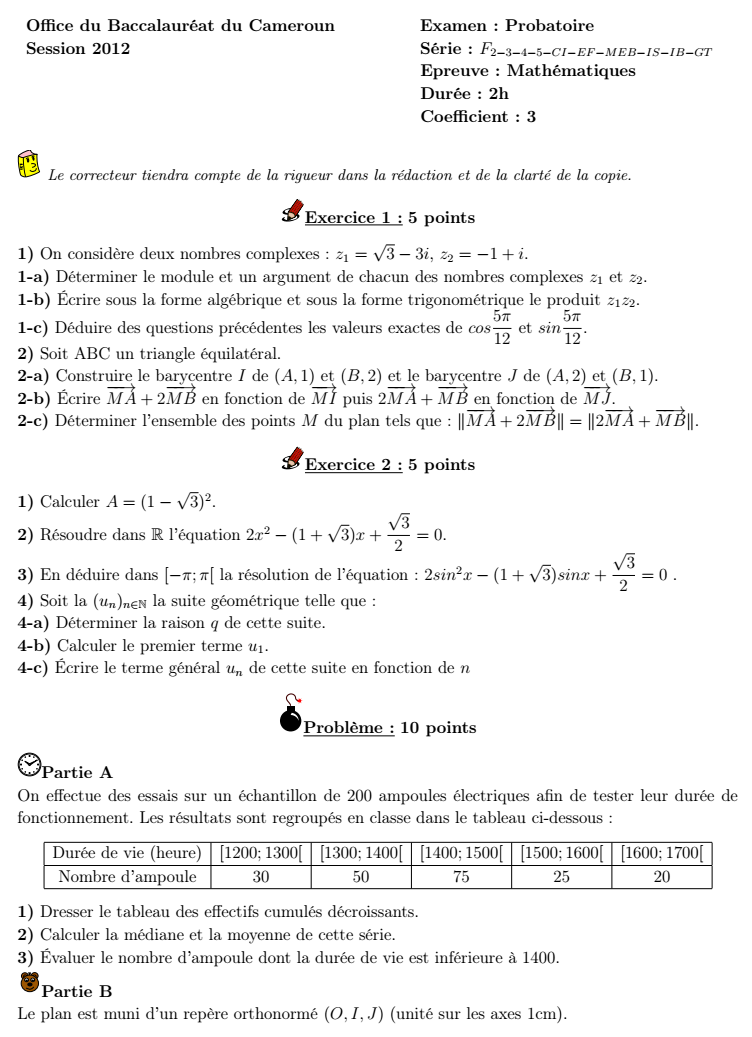 Office du Baccalauréat du Cameroun
Session 2012
Examen : Probatoire
Série : F₂₋₃₋₄₋₅₋CI₋EF₋MEB₋IS₋IB₋GT
Epreuve : Mathématiques
Durée : 2h
Coefficient : 3
Le correcteur tiendra compte de la rigueur dans la rédaction et de la clarté de la copie.
Exercice 1 : 5 points
1) On considère deux nombres complexes : z₁ = √3 − 3i, z₂ = −1 + i.
1-a) Déterminer le module et un argument de chacun des nombres complexes z₁ et z₂.
1-b) Écrire sous la forme algébrique et sous la forme trigonométrique le produit z₁z₂.
1-c) Déduire des questions précédentes les valeurs exactes de cos 5π/12 et sin 5π/12.
2) Soit ABC un triangle équilatéral.
2-a) Construire le barycentre I de (A, 1) et (B, 2) et le barycentre J de (A, 2) et (B, 1).
2-b) Écrire MA⃗ + 2MB⃗ en fonction de MI⃗ puis 2MA⃗ + MB⃗ en fonction de MJ⃗.
2-c) Déterminer l'ensemble des points M du plan tels que : ‖MA⃗ + 2MB⃗‖ = ‖2MA⃗ + MB⃗‖.
Exercice 2 : 5 points
1) Calculer A = (1 − √3)².
2) Résoudre dans ℝ l'équation 2x² − (1 + √3)x + √3/2 = 0.
3) En déduire dans [−π; π[ la résolution de l'équation : 2sin²x − (1 + √3)sinx + √3/2 = 0 .
4) Soit la (uₙ)ₙ∈ℕ la suite géométrique telle que :
4-a) Déterminer la raison q de cette suite.
4-b) Calculer le premier terme u₁.
4-c) Écrire le terme général uₙ de cette suite en fonction de n
Problème : 10 points
Partie A
On effectue des essais sur un échantillon de 200 ampoules électriques afin de tester leur durée de
fonctionnement. Les résultats sont regroupés en classe dans le tableau ci-dessous :
Durée de vie (heure) [1200; 1300[ [1300; 1400[ [1400; 1500[ [1500; 1600[ [1600; 1700[
Nombre d'ampoule 30 50 75 25 20
1) Dresser le tableau des effectifs cumulés décroissants.
2) Calculer la médiane et la moyenne de cette série.
3) Évaluer le nombre d'ampoule dont la durée de vie est inférieure à 1400.
Partie B
Le plan est muni d'un repère orthonormé (O, I, J) (unité sur les axes 1cm).